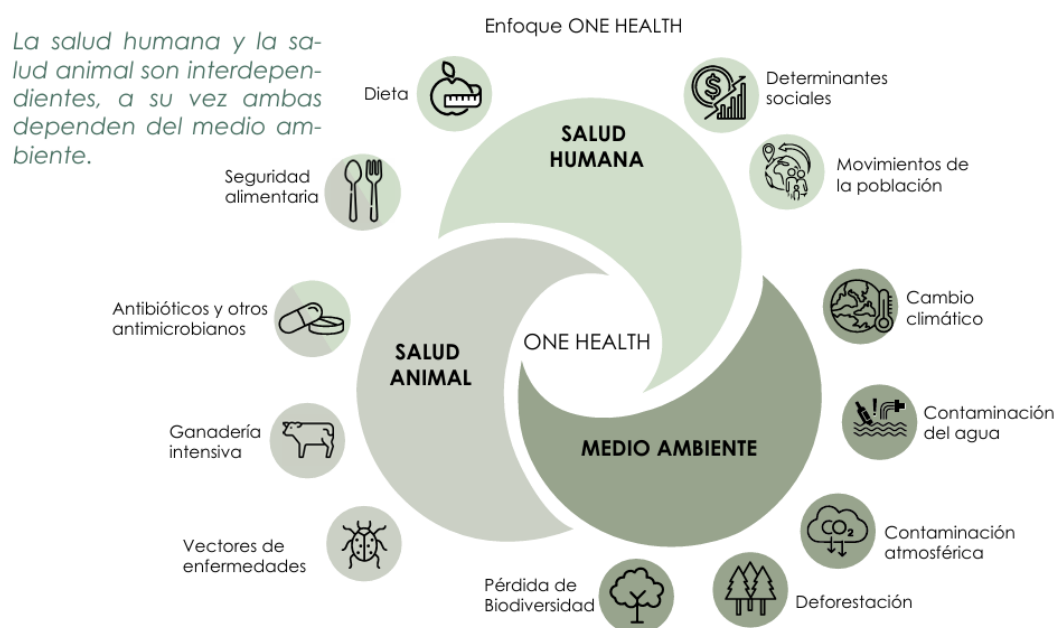 Enfoque ONE HEALTH
La salud humana y la sa-
lud animal son interdepen-
dientes, a su vez ambas
dependen del medio am-
biente.
Dieta
Determinantes
sociales
SALUD
HUMANA
Movimientos de
la población
Seguridad
alimentaria
Antibióticos y otros
antimicrobianos
Cambio
climático
ONE HEALTH
SALUD
ANIMAL
Ganadería
intensiva
Contaminación
del agua
MEDIO AMBIENTE
CO2
Contaminación
atmosférica
Vectores de
enfermedades
Pérdida de
Biodiversidad
Deforestación